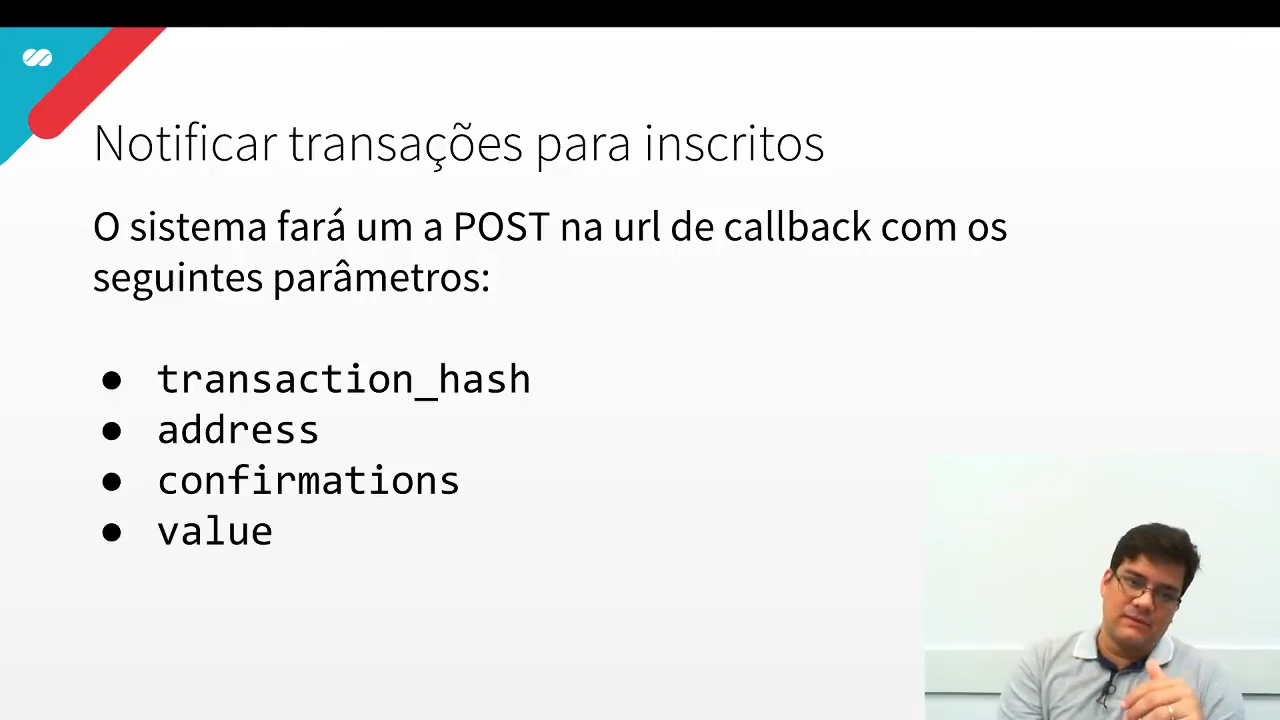 Notificar transações para inscritos
O sistema fará um a POST na url de callback com os
seguintes parâmetros:
● transaction_hash
● address
● confirmations
● value